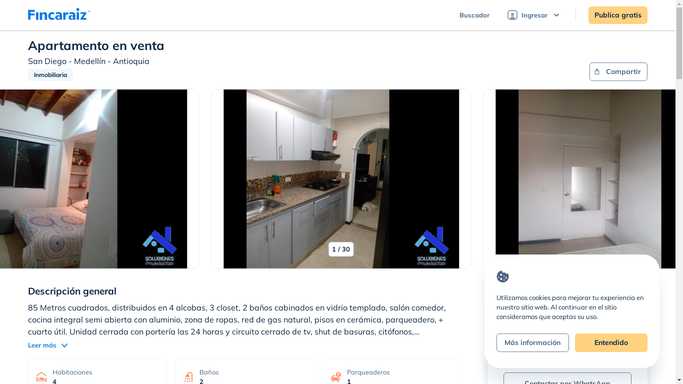 Fincaraiz
Buscador
Ingresar
Publica gratis
Apartamento en venta
San Diego - Medellín - Antioquia
Inmobiliaria
Compartir
SOLUCIONES
1 / 30
SOLUCIONES
Descripción general
85 Metros cuadrados, distribuidos en 4 alcobas, 3 closet, 2 baños cabinados en vidrio templado, salón comedor,
cocina integral semi abierta con aluminio, zona de ropas, red de gas natural, pisos en cerámica, parqueadero, +
cuarto útil. Unidad cerrada con portería las 24 horas y circuito cerrado de tv, shut de basuras, citófonos,...
Leer más
Habitaciones
4
Baños
2
Parqueaderos
1
Utilizamos cookies para mejorar tu experiencia en
nuestro sitio web. Al continuar en el sitio
consideramos que aceptas su uso.
Más información
Entendido
Contactar por WhatsApp